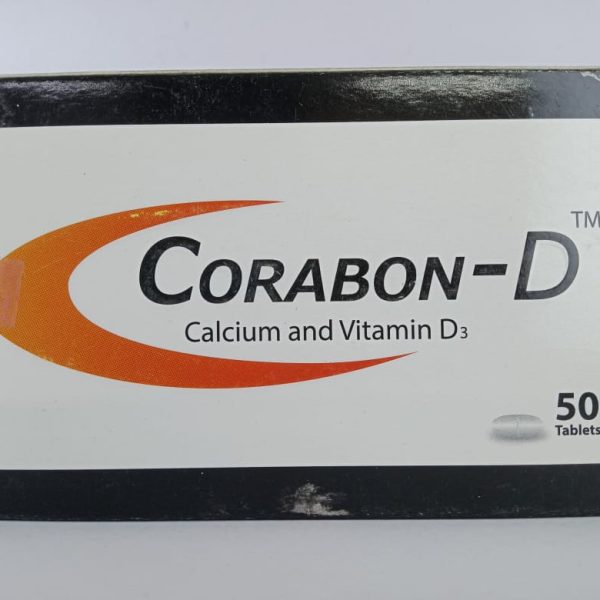 CORABON-D™
Calcium and Vitamin D₃
50
Tablets